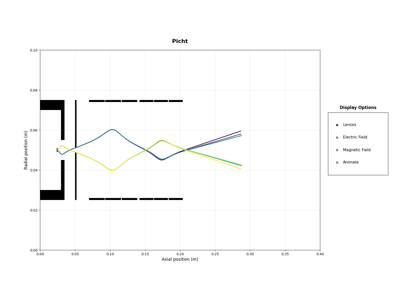 Picht
0.10
0.08
0.06
0.04
0.02
0.00
Radial position (m)
0.00 0.05 0.10 0.15 0.20 0.25 0.30 0.35 0.40
Axial position (m)
Display Options
Lenses
Electric Field
Magnetic Field
Animate